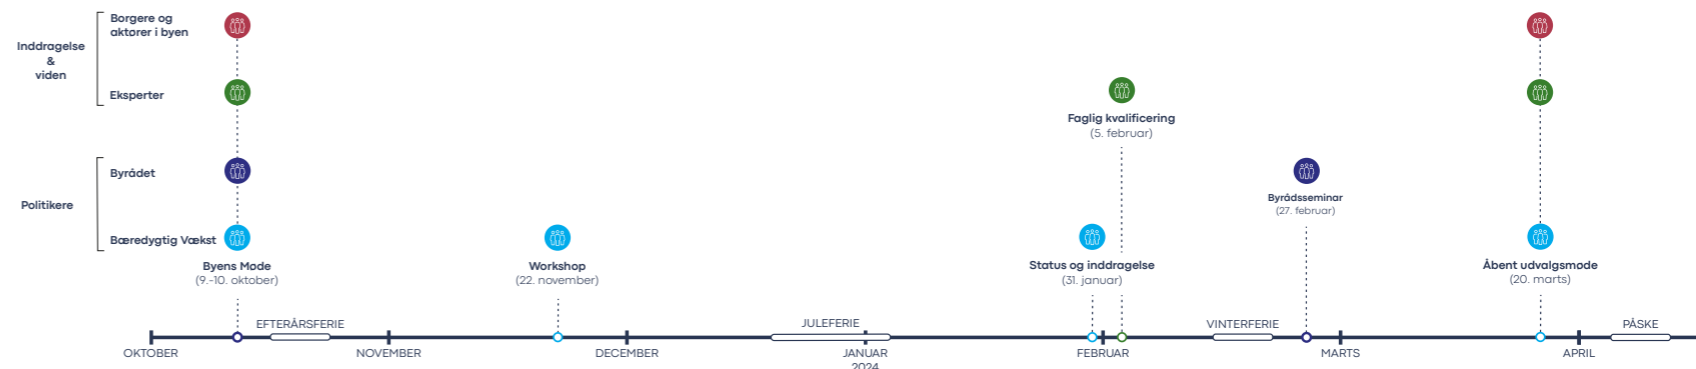 Inddragelse
&
viden
Borgere og
aktører i byen
Eksperter
Politikere
Byrådet
Bæredygtig Vækst
Byens Møde
(9.-10. oktober)
Workshop
(22. november)
Status og inddragelse
(31. januar)
Faglig kvalificering
(5. februar)
Byrådsseminar
(27. februar)
Åbent udvalgsmøde
(20. marts)
EFTERÅRSFERIE
JULEFERIE
VINTERFERIE
PÅSKE
OKTOBER
NOVEMBER
DECEMBER
JANUAR
2024
FEBRUAR
MARTS
APRIL